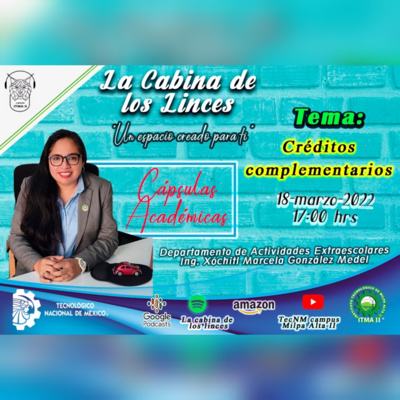 La Cabina de
los Linces
"Un espacio creado para ti"
Tema:
Créditos
complementarios
18-marzo-2022
17:00 hrs
Cápsulas
Académicas
Departamento de Actividades Extraescolares
Ing. Xóchitl Marcela González Medel
TECNOLÓGICO
NACIONAL DE MÉXICO
Google
Podcasts
La cabina de
los linces
amazon
TecNM campus
Milpa Alta II
ITMA II
ITMA II